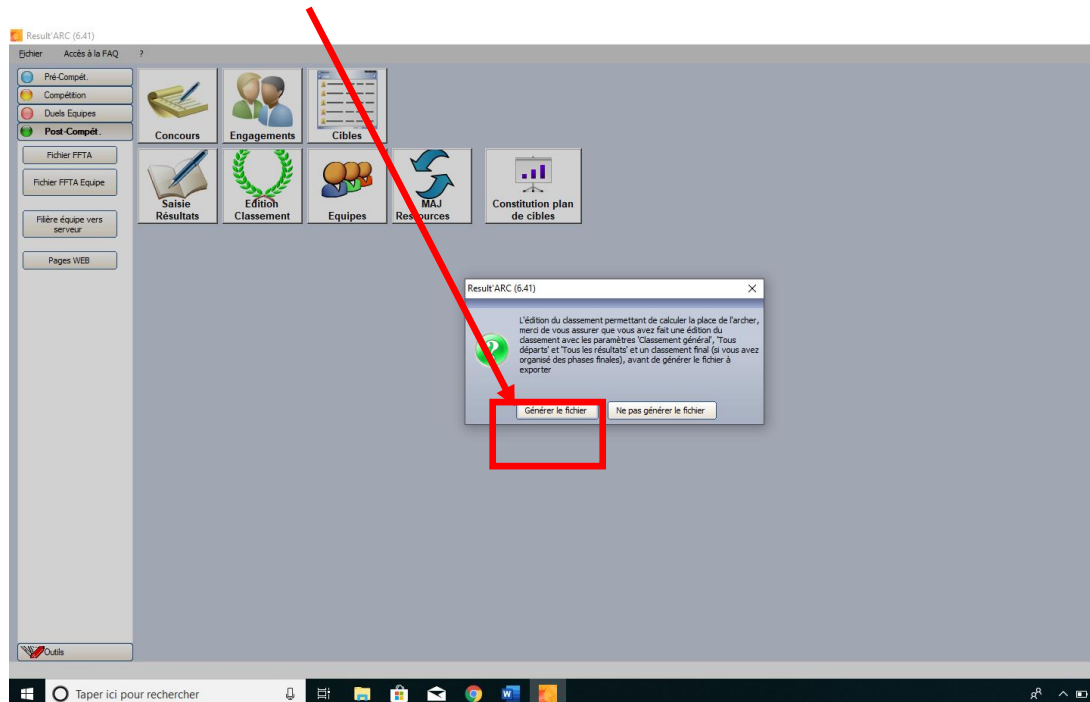 Result'ARC (6.41)
Fichier Accès à la FAQ ?
Pré-Compét.
Compétition
Duels Equipes
Post-Compét.
Fichier FFTA
Fichier FFTA Equipe
Filière équipe vers
serveur
Pages WEB
Outils
Concours
Engagements
Cibles
Saisie
Résultats
Edition
Classement
Equipes
MAJ
Ressources
Constitution plan
de cibles
Result'ARC (6.41)
L'édition du classement permettant de calculer la place de l'archer,
merci de vous assurer que vous avez fait une édition du
classement avec les paramètres 'Classement général', 'Tous
départs' et 'Tous les résultats' et un classement final (si vous avez
organisé des phases finales), avant de générer le fichier à
exporter
Générer le fichier
Ne pas générer le fichier
Taper ici pour rechercher